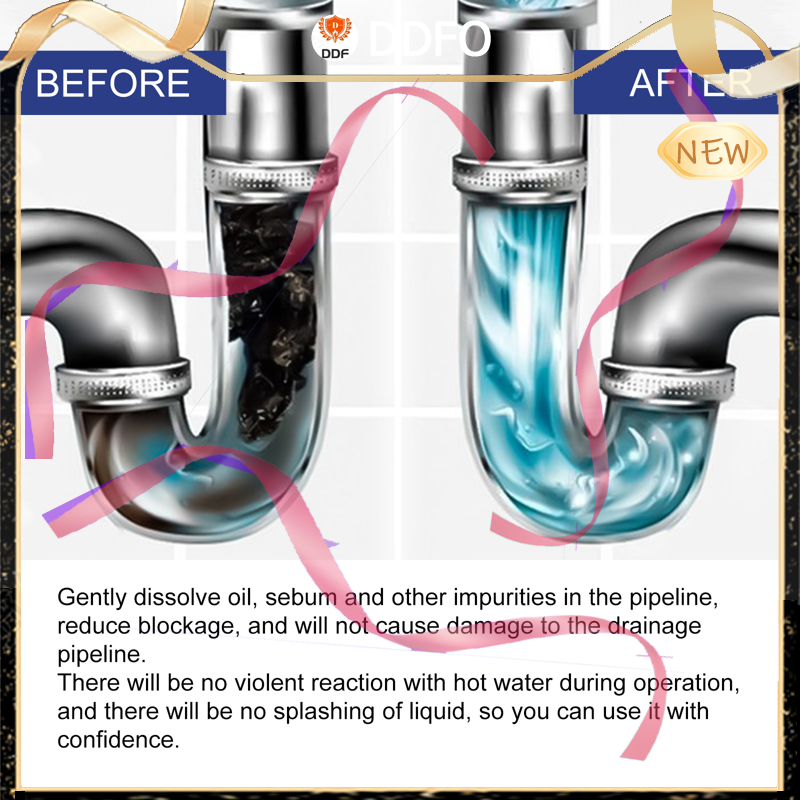 D
DDF
DDFO
BEFORE
AFTER
NEW
Gently dissolve oil, sebum and other impurities in the pipeline,
reduce blockage, and will not cause damage to the drainage
pipeline.
There will be no violent reaction with hot water during operation,
and there will be no splashing of liquid, so you can use it with
confidence.